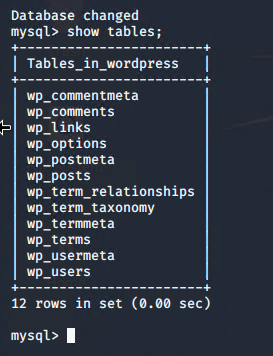 Database changed
mysql> show tables;
+-----------------------+
| Tables_in_wordpress   |
+-----------------------+
| wp_commentmeta        |
| wp_comments           |
| wp_links              |
| wp_options            |
| wp_postmeta           |
| wp_posts              |
| wp_term_relationships |
| wp_term_taxonomy      |
| wp_termmeta           |
| wp_terms              |
| wp_usermeta           |
| wp_users              |
+-----------------------+
12 rows in set (0.00 sec)
mysql>